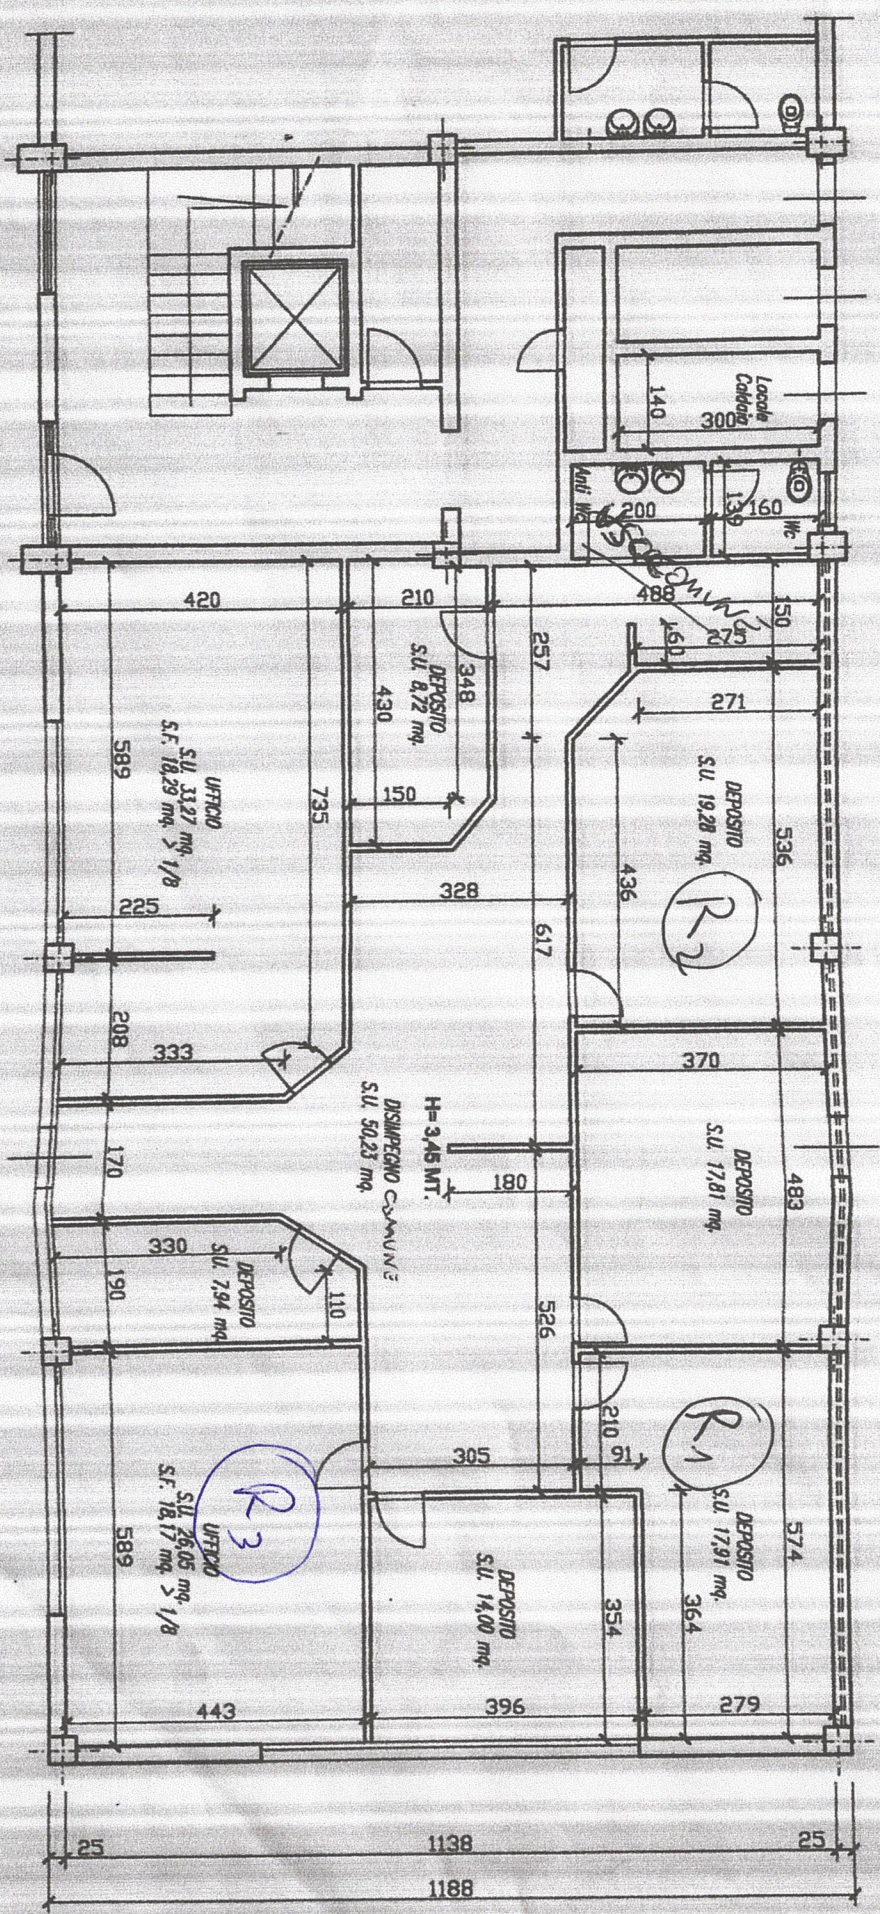 Locale
Caldaia
300
140
Anti Wc
200
139
160
Wc
USO COMUNE
420
210
488
150
275
60
257
271
348
430
DEPOSITO
S.U. 8,72 mq.
150
589
735
UFFICIO
S.U. 33,27 mq.
S.F. 18,29 mq. > 1/8
225
DEPOSITO
S.U. 19,28 mq.
R2
536
436
328
617
208
333
370
H= 3,45 MT.
DISIMPEGNO COMUNE
S.U. 50,23 mq.
180
DEPOSITO
S.U. 17,81 mq.
483
170
330
190
DEPOSITO
S.U. 7,94 mq.
110
526
210
91
305
R1
DEPOSITO
S.U. 17,91 mq.
574
364
R3
UFFICIO
S.U. 26,05 mq.
S.F. 18,17 mq. > 1/8
589
DEPOSITO
S.U. 14,00 mq.
354
443
396
279
25
1138
25
1188